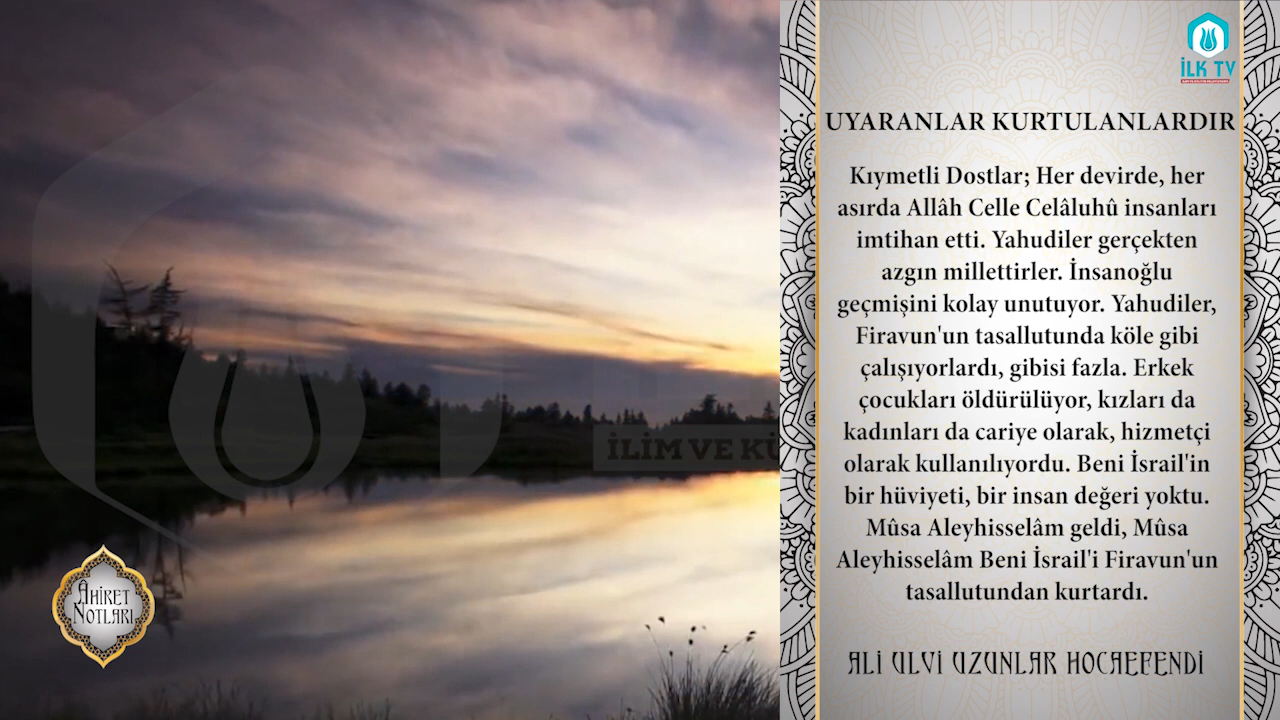 İLK TV
UYARANLAR KURTULANLARDIR
Kıymetli Dostlar; Her devirde, her
asırda Allâh Celle Celâluhû insanları
imtihan etti. Yahudiler gerçekten
azgın millettirler. İnsanoğlu
geçmişini kolay unutuyor. Yahudiler,
Firavun'un tasallutunda köle gibi
çalışıyorlardı, gibisi fazla. Erkek
çocukları öldürülüyor, kızları da
kadınları da cariye olarak, hizmetçi
olarak kullanılıyordu. Beni İsrail'in
bir hüviyeti, bir insan değeri yoktu.
Mûsa Aleyhisselâm geldi, Mûsa
Aleyhisselâm Beni İsrail'i Firavun'un
tasallutundan kurtardı.
ALİ ULVİ UZUNLAR HOCAEFENDİ
İLİM VE KÜ
ÂHİRET
NOTLARI